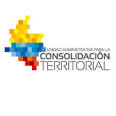 UNIDAD ADMINISTRATIVA PARA LA
CONSOLIDACIÓN
TERRITORIAL